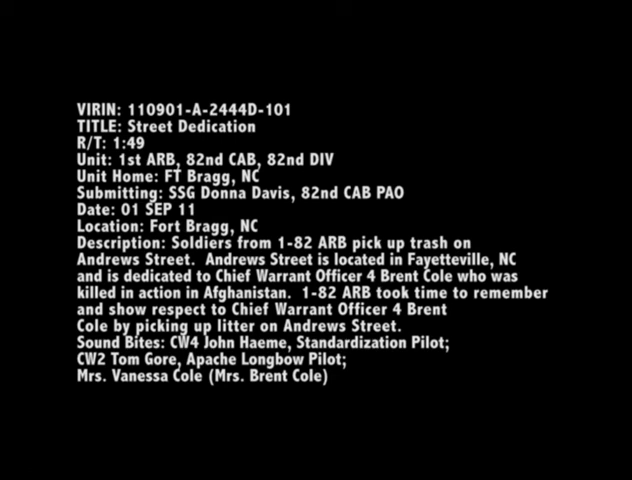 VIRIN: 110901-A-2444D-101
TITLE: Street Dedication
R/T: 1:49
Unit: 1st ARB, 82nd CAB, 82nd DIV
Unit Home: FT Bragg, NC
Submitting: SSG Donna Davis, 82nd CAB PAO
Date: 01 SEP 11
Location: Fort Bragg, NC
Description: Soldiers from 1-82 ARB pick up trash on
Andrews Street.  Andrews Street is located in Fayetteville, NC
and is dedicated to Chief Warrant Officer 4 Brent Cole who was
killed in action in Afghanistan.  1-82 ARB took time to remember
and show respect to Chief Warrant Officer 4 Brent
Cole by picking up litter on Andrews Street.
Sound Bites: CW4 John Haeme, Standardization Pilot;
CW2 Tom Gore, Apache Longbow Pilot;
Mrs. Vanessa Cole (Mrs. Brent Cole)